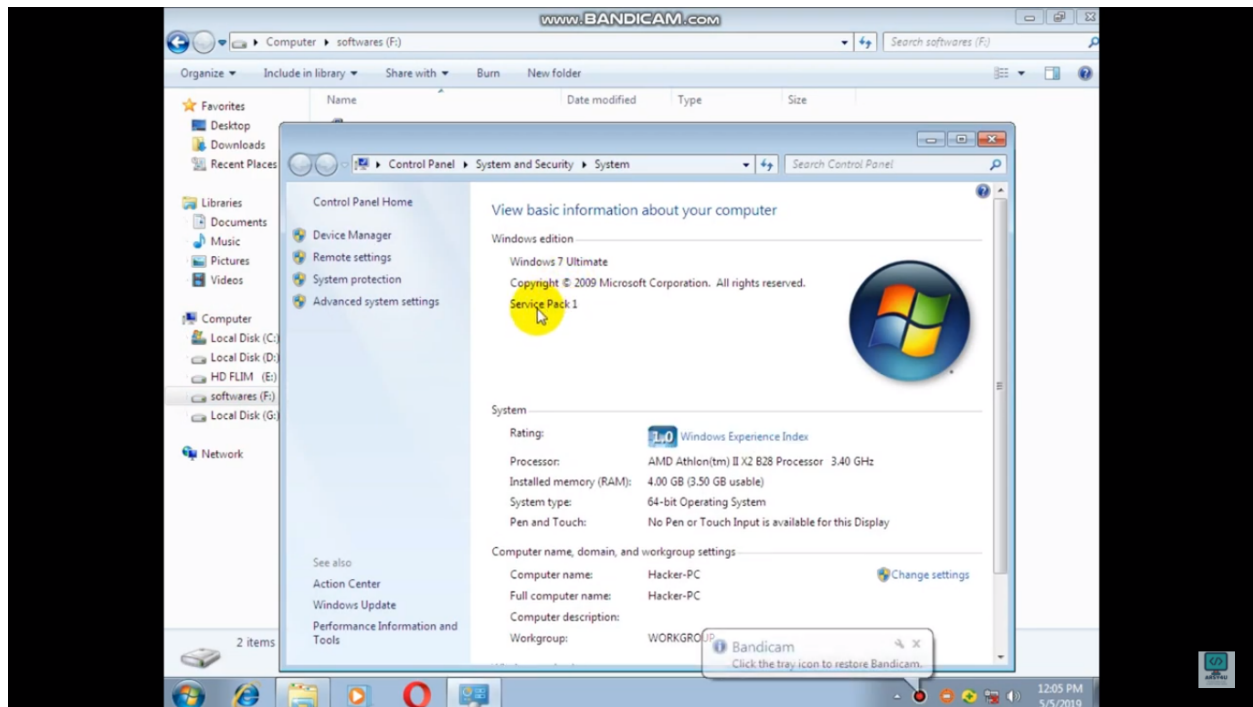 www.BANDICAM.com
Computer softwares (F:)
Search softwares (F:)
Organize Include in library Share with Burn New folder
Name Date modified Type Size
Favorites
Desktop
Downloads
Recent Places
Libraries
Documents
Music
Pictures
Videos
Computer
Local Disk (C:)
Local Disk (D:)
HD FLIM (E:)
softwares (F:)
Local Disk (G:)
Network
2 items
Control Panel System and Security System
Search Control Panel
Control Panel Home
Device Manager
Remote settings
System protection
Advanced system settings
See also
Action Center
Windows Update
Performance Information and
Tools
View basic information about your computer
Windows edition
Windows 7 Ultimate
Copyright © 2009 Microsoft Corporation. All rights reserved.
Service Pack 1
System
Rating: 1.0 Windows Experience Index
Processor: AMD Athlon(tm) II X2 B28 Processor 3.40 GHz
Installed memory (RAM): 4.00 GB (3.50 GB usable)
System type: 64-bit Operating System
Pen and Touch: No Pen or Touch Input is available for this Display
Computer name, domain, and workgroup settings
Computer name: Hacker-PC Change settings
Full computer name: Hacker-PC
Computer description:
Workgroup: WORKGROUP
Bandicam
Click the tray icon to restore Bandicam.
12:05 PM
5/5/2019